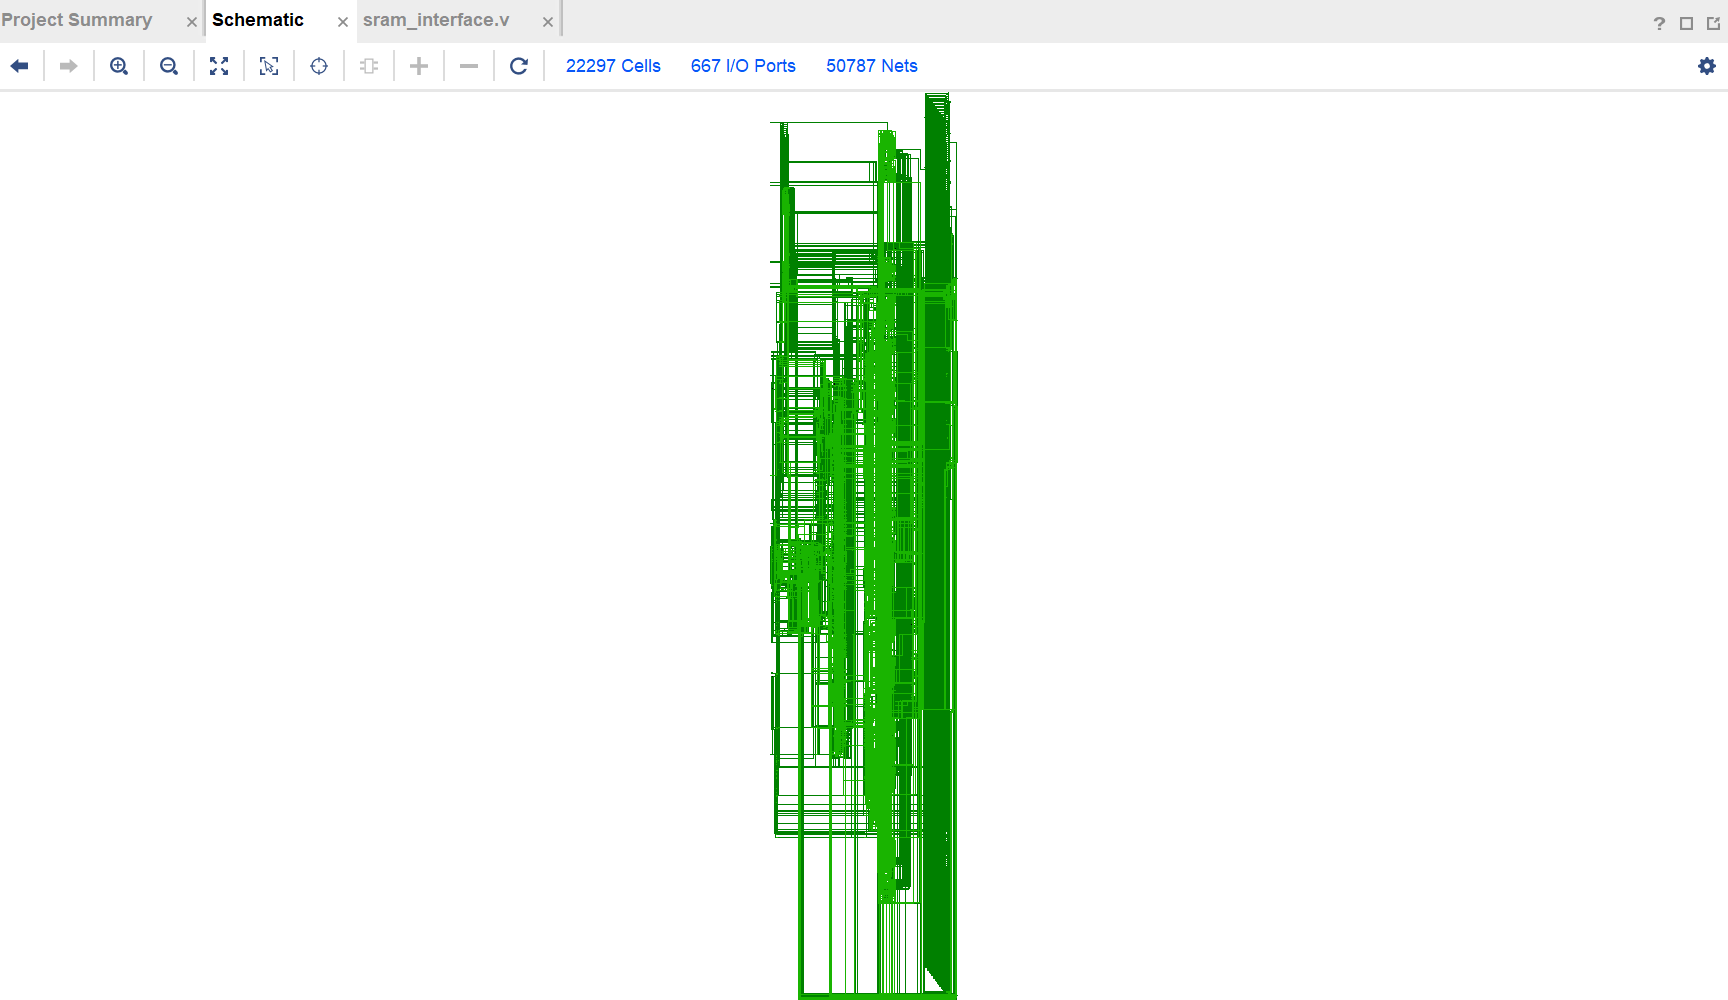 Project Summary × Schematic × sram_interface.v × ?
22297 Cells 667 I/O Ports 50787 Nets